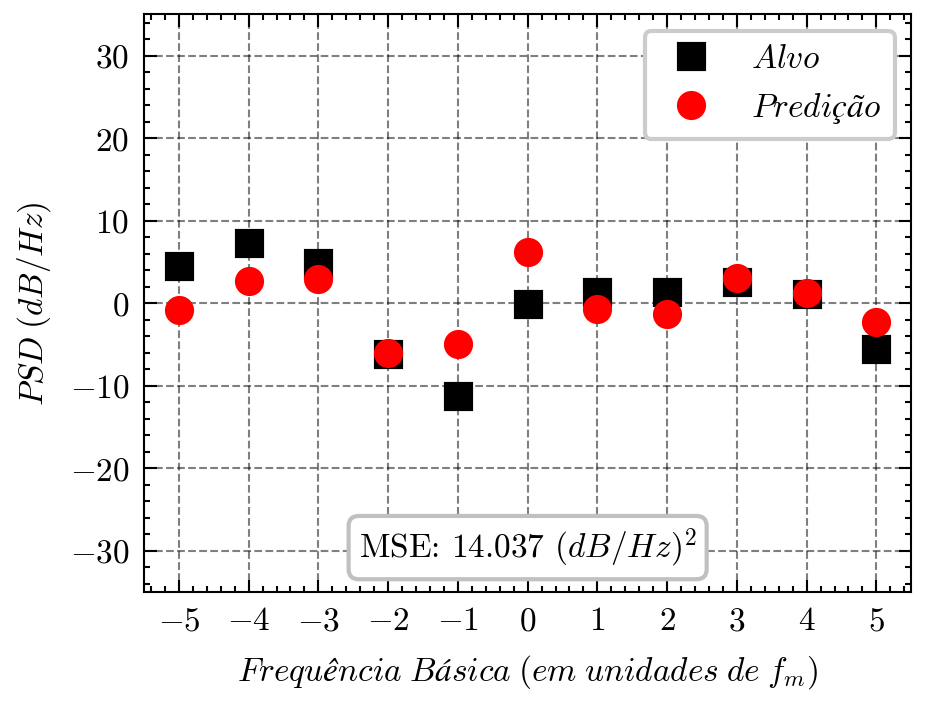 Alvo
Predição
PSD (dB/Hz)
30
20
10
0
−10
−20
−30
MSE: 14.037 (dB/Hz)²
−5 −4 −3 −2 −1 0 1 2 3 4 5
Frequência Básica (em unidades de fₘ)